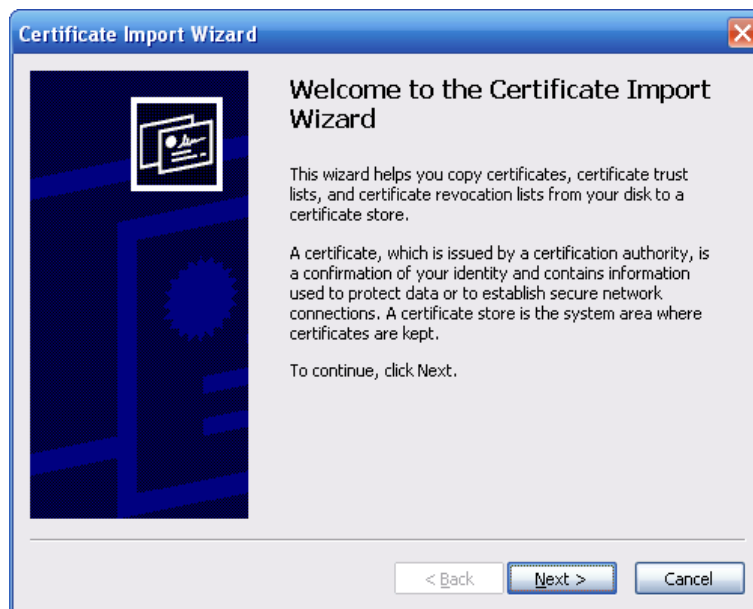 Certificate Import Wizard
Welcome to the Certificate Import
Wizard
This wizard helps you copy certificates, certificate trust
lists, and certificate revocation lists from your disk to a
certificate store.
A certificate, which is issued by a certification authority, is
a confirmation of your identity and contains information
used to protect data or to establish secure network
connections. A certificate store is the system area where
certificates are kept.
To continue, click Next.
< Back Next > Cancel